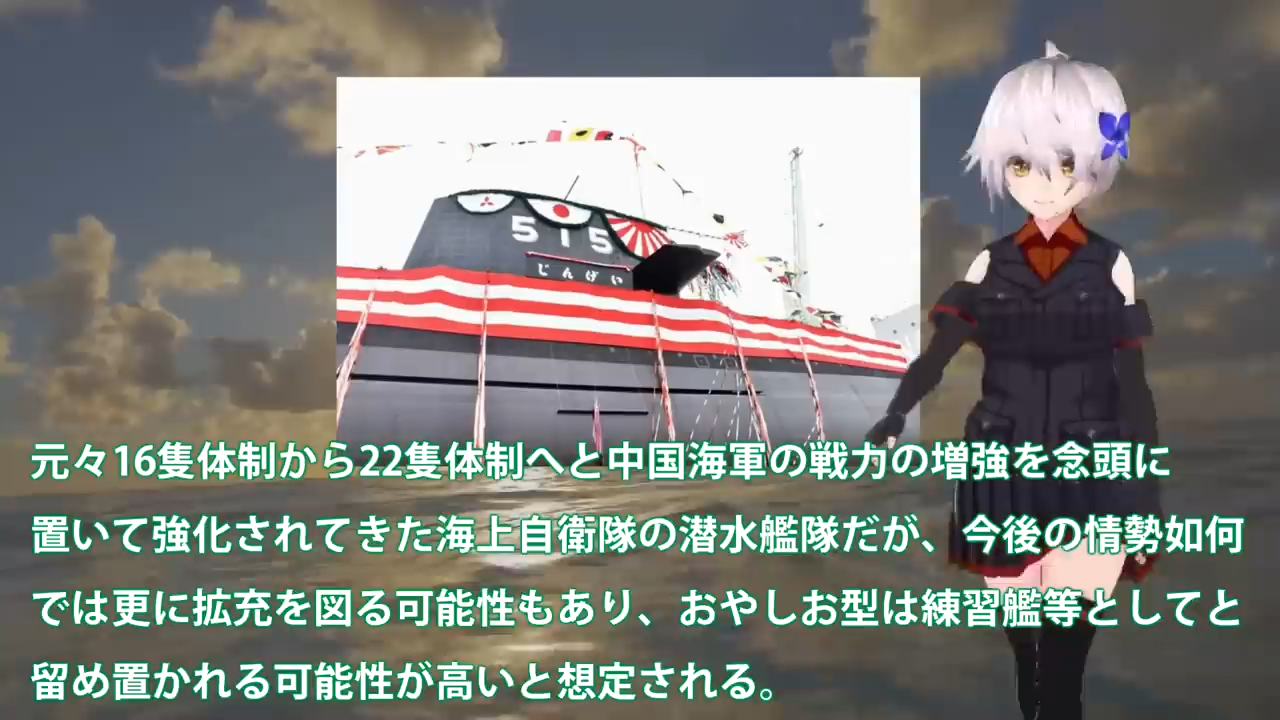 515
じんげい
元々16隻体制から22隻体制へと中国海軍の戦力の増強を念頭に
置いて強化されてきた海上自衛隊の潜水艦隊だが、今後の情勢如何
では更に拡充を図る可能性もあり、おやしお型は練習艦等としてと
留め置かれる可能性が高いと想定される。